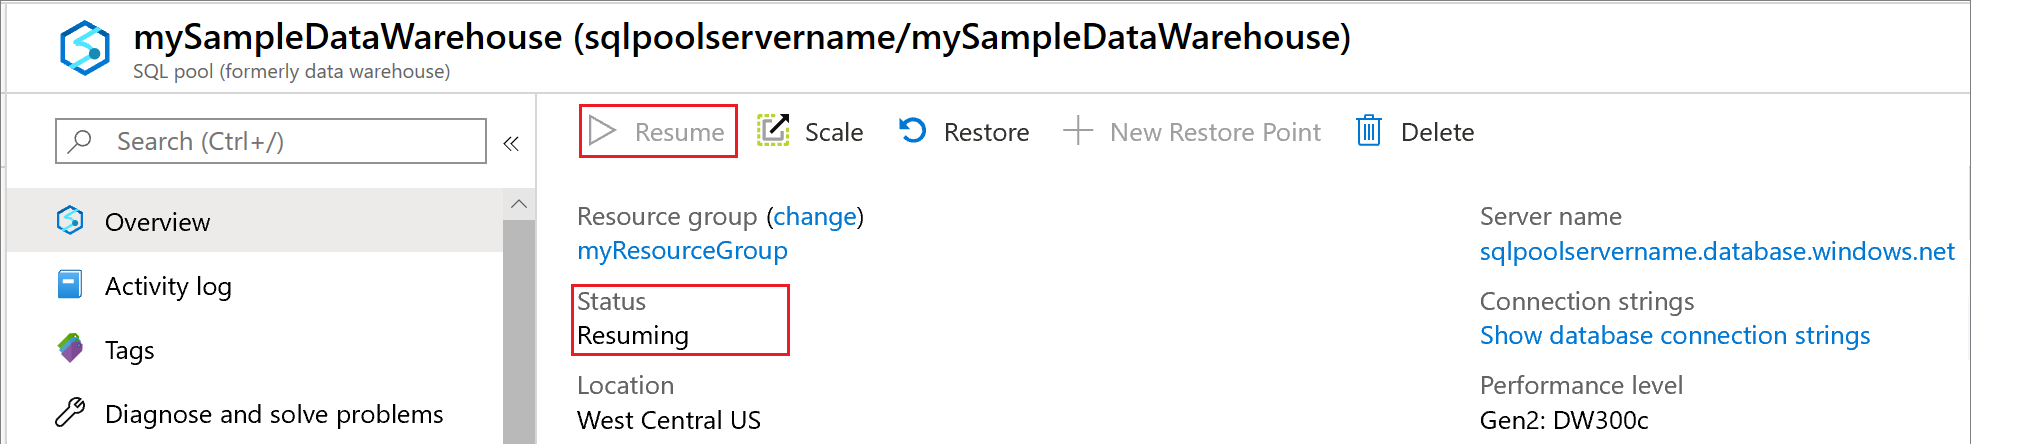 mySampleDataWarehouse (sqlpoolservername/mySampleDataWarehouse)
SQL pool (formerly data warehouse)
Search (Ctrl+/)
«
Overview
Activity log
Tags
Diagnose and solve problems
Resume
Scale
Restore
New Restore Point
Delete
Resource group (change)
myResourceGroup
Status
Resuming
Location
West Central US
Server name
sqlpoolservername.database.windows.net
Connection strings
Show database connection strings
Performance level
Gen2: DW300c